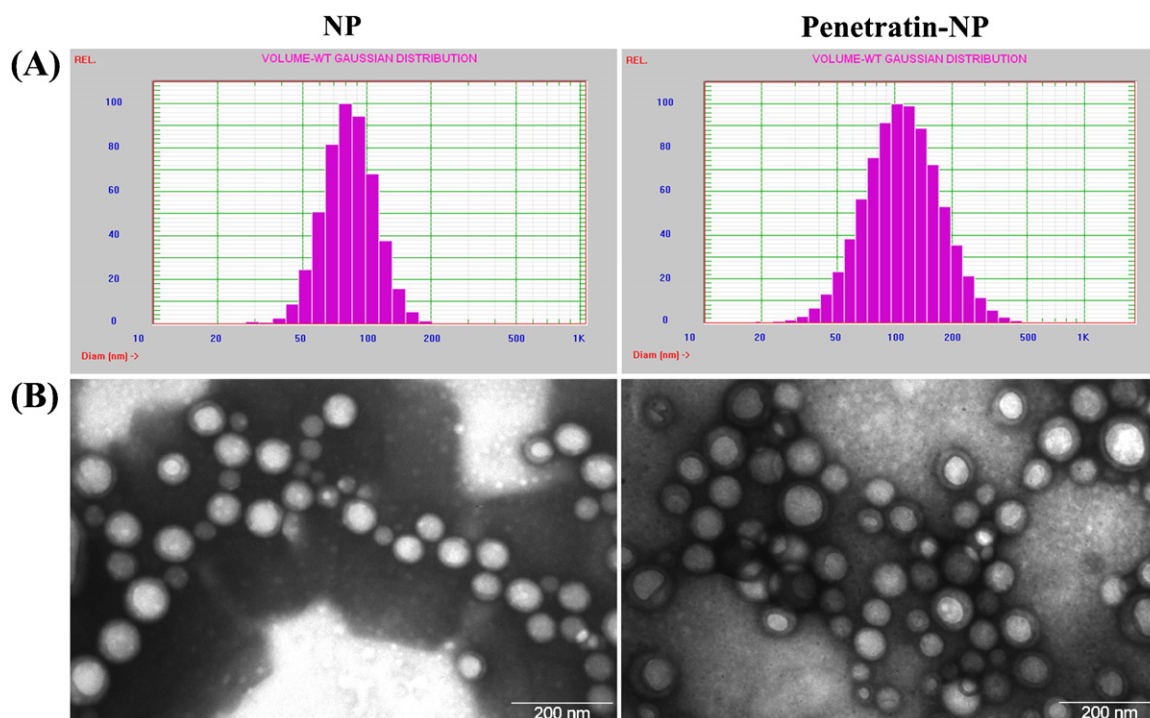 NP
Penetratin-NP
(A)
REL.
VOLUME-WT GAUSSIAN DISTRIBUTION
100
80
60
40
20
0
10
20
50
100
200
500
1K
Diam (nm) ->
REL.
VOLUME-WT GAUSSIAN DISTRIBUTION
100
80
60
40
20
0
10
20
50
100
200
500
1K
Diam (nm) ->
(B)
200 nm
200 nm